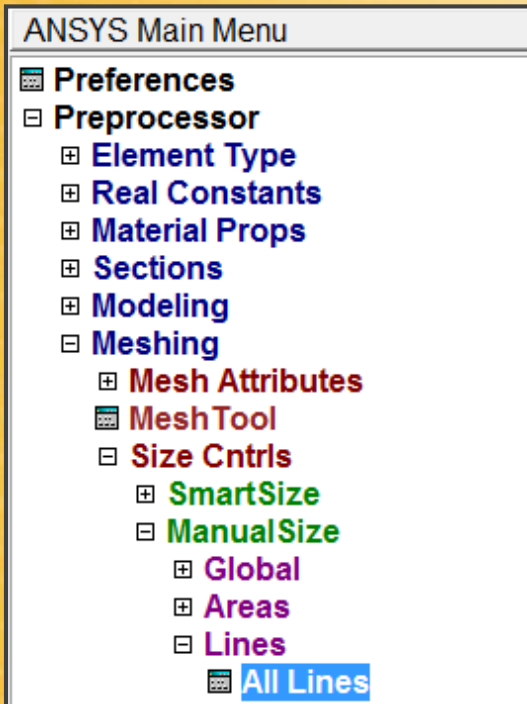 ANSYS Main Menu
Preferences
Preprocessor
Element Type
Real Constants
Material Props
Sections
Modeling
Meshing
Mesh Attributes
MeshTool
Size Cntrls
SmartSize
ManualSize
Global
Areas
Lines
All Lines